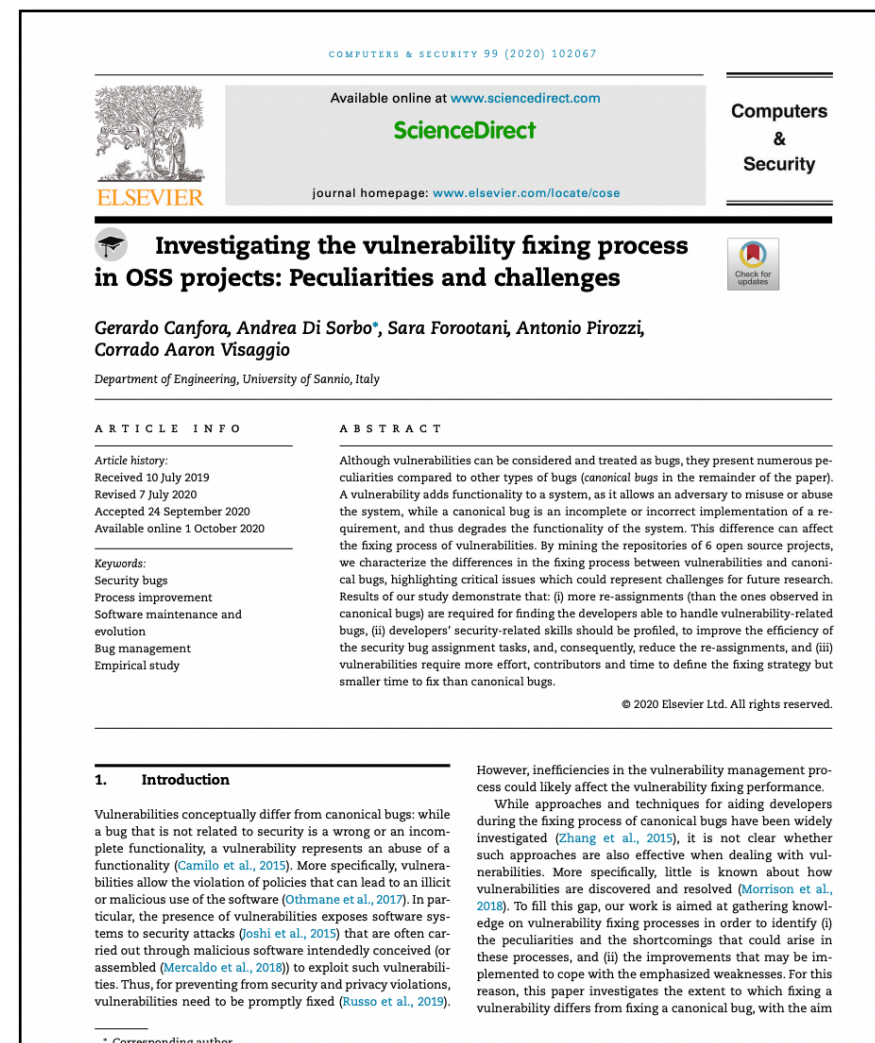 COMPUTERS & SECURITY 99 (2020) 102067
Available online at www.sciencedirect.com
ScienceDirect
journal homepage: www.elsevier.com/locate/cose
ELSEVIER
Computers
&
Security
Investigating the vulnerability fixing process
in OSS projects: Peculiarities and challenges
Check for
updates
Gerardo Canfora, Andrea Di Sorbo*, Sara Forootani, Antonio Pirozzi,
Corrado Aaron Visaggio
Department of Engineering, University of Sannio, Italy
ARTICLE INFO
Article history:
Received 10 July 2019
Revised 7 July 2020
Accepted 24 September 2020
Available online 1 October 2020
Keywords:
Security bugs
Process improvement
Software maintenance and
evolution
Bug management
Empirical study
ABSTRACT
Although vulnerabilities can be considered and treated as bugs, they present numerous pe-
culiarities compared to other types of bugs (canonical bugs in the remainder of the paper).
A vulnerability adds functionality to a system, as it allows an adversary to misuse or abuse
the system, while a canonical bug is an incomplete or incorrect implementation of a re-
quirement, and thus degrades the functionality of the system. This difference can affect
the fixing process of vulnerabilities. By mining the repositories of 6 open source projects,
we characterize the differences in the fixing process between vulnerabilities and canoni-
cal bugs, highlighting critical issues which could represent challenges for future research.
Results of our study demonstrate that: (i) more re-assignments (than the ones observed in
canonical bugs) are required for finding the developers able to handle vulnerability-related
bugs, (ii) developers' security-related skills should be profiled, to improve the efficiency of
the security bug assignment tasks, and, consequently, reduce the re-assignments, and (iii)
vulnerabilities require more effort, contributors and time to define the fixing strategy but
smaller time to fix than canonical bugs.
© 2020 Elsevier Ltd. All rights reserved.
1. Introduction
Vulnerabilities conceptually differ from canonical bugs: while
a bug that is not related to security is a wrong or an incom-
plete functionality, a vulnerability represents an abuse of a
functionality (Camilo et al., 2015). More specifically, vulnera-
bilities allow the violation of policies that can lead to an illicit
or malicious use of the software (Othmane et al., 2017). In par-
ticular, the presence of vulnerabilities exposes software sys-
tems to security attacks (Joshi et al., 2015) that are often car-
ried out through malicious software intendedly conceived (or
assembled (Mercaldo et al., 2018)) to exploit such vulnerabili-
ties. Thus, for preventing from security and privacy violations,
vulnerabilities need to be promptly fixed (Russo et al., 2019).
However, inefficiencies in the vulnerability management pro-
cess could likely affect the vulnerability fixing performance.
While approaches and techniques for aiding developers
during the fixing process of canonical bugs have been widely
investigated (Zhang et al., 2015), it is not clear whether
such approaches are also effective when dealing with vul-
nerabilities. More specifically, little is known about how
vulnerabilities are discovered and resolved (Morrison et al.,
2018). To fill this gap, our work is aimed at gathering knowl-
edge on vulnerability fixing processes in order to identify (i)
the peculiarities and the shortcomings that could arise in
these processes, and (ii) the improvements that may be im-
plemented to cope with the emphasized weaknesses. For this
reason, this paper investigates the extent to which fixing a
vulnerability differs from fixing a canonical bug, with the aim
* Corresponding author.